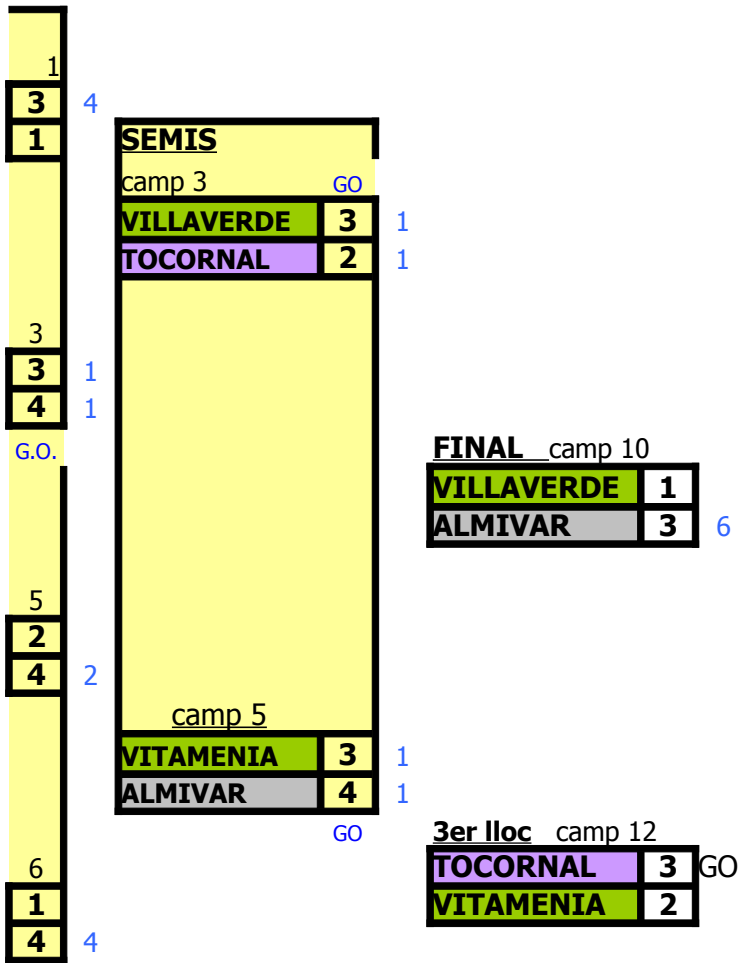 1
3 4
1
3
3 1
4 1
G.O.
5
2
4 2
6
1
4 4
SEMIS
camp 3 GO
VILLAVERDE 3 1
TOCORNAL 2 1
camp 5
VITAMENIA 3 1
ALMIVAR 4 1
GO
FINAL camp 10
VILLAVERDE 1
ALMIVAR 3 6
3er lloc camp 12
TOCORNAL 3 GO
VITAMENIA 2